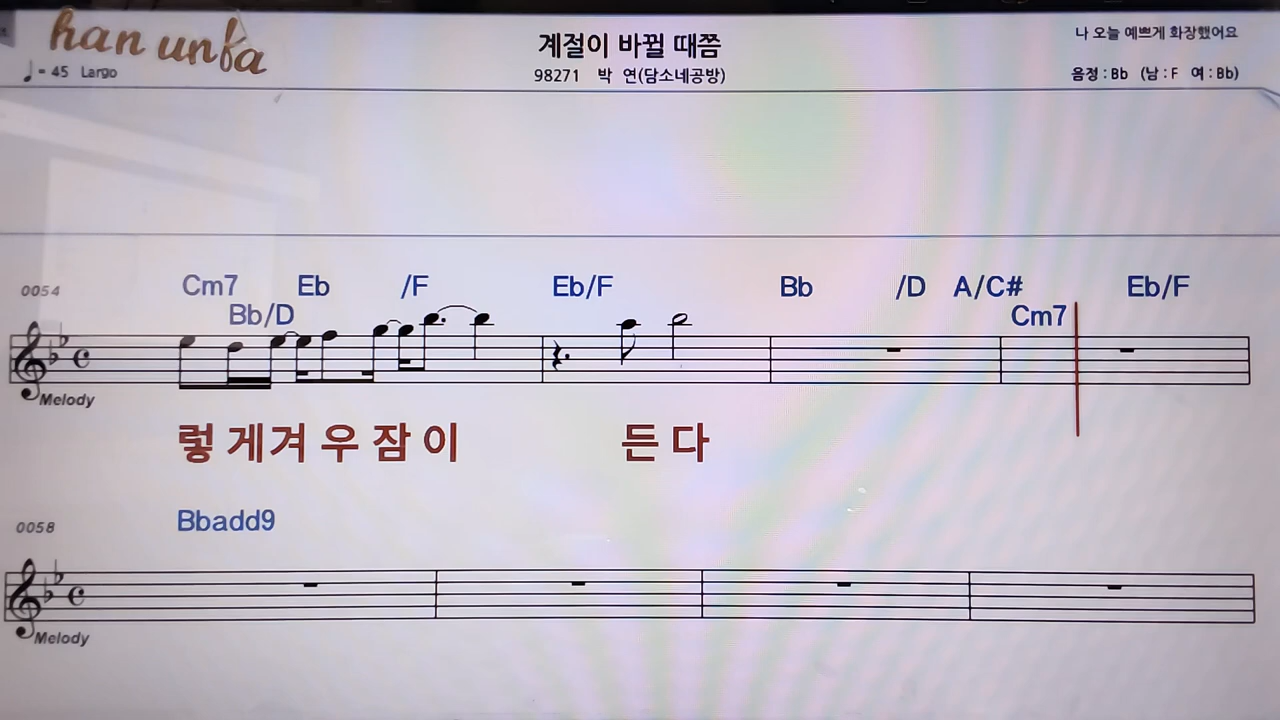 han unfa
♩= 45 Largo
계절이 바뀔 때쯤
98271 박 연(담소네공방)
나 오늘 예쁘게 화장했어요
음정 : Bb (남 : F 여 : Bb)
0054
Cm7 Eb /F Eb/F Bb /D A/C# Eb/F
Bb/D Cm7
Melody
렇 게겨 우 잠 이 든 다
0058
Bbadd9
Melody